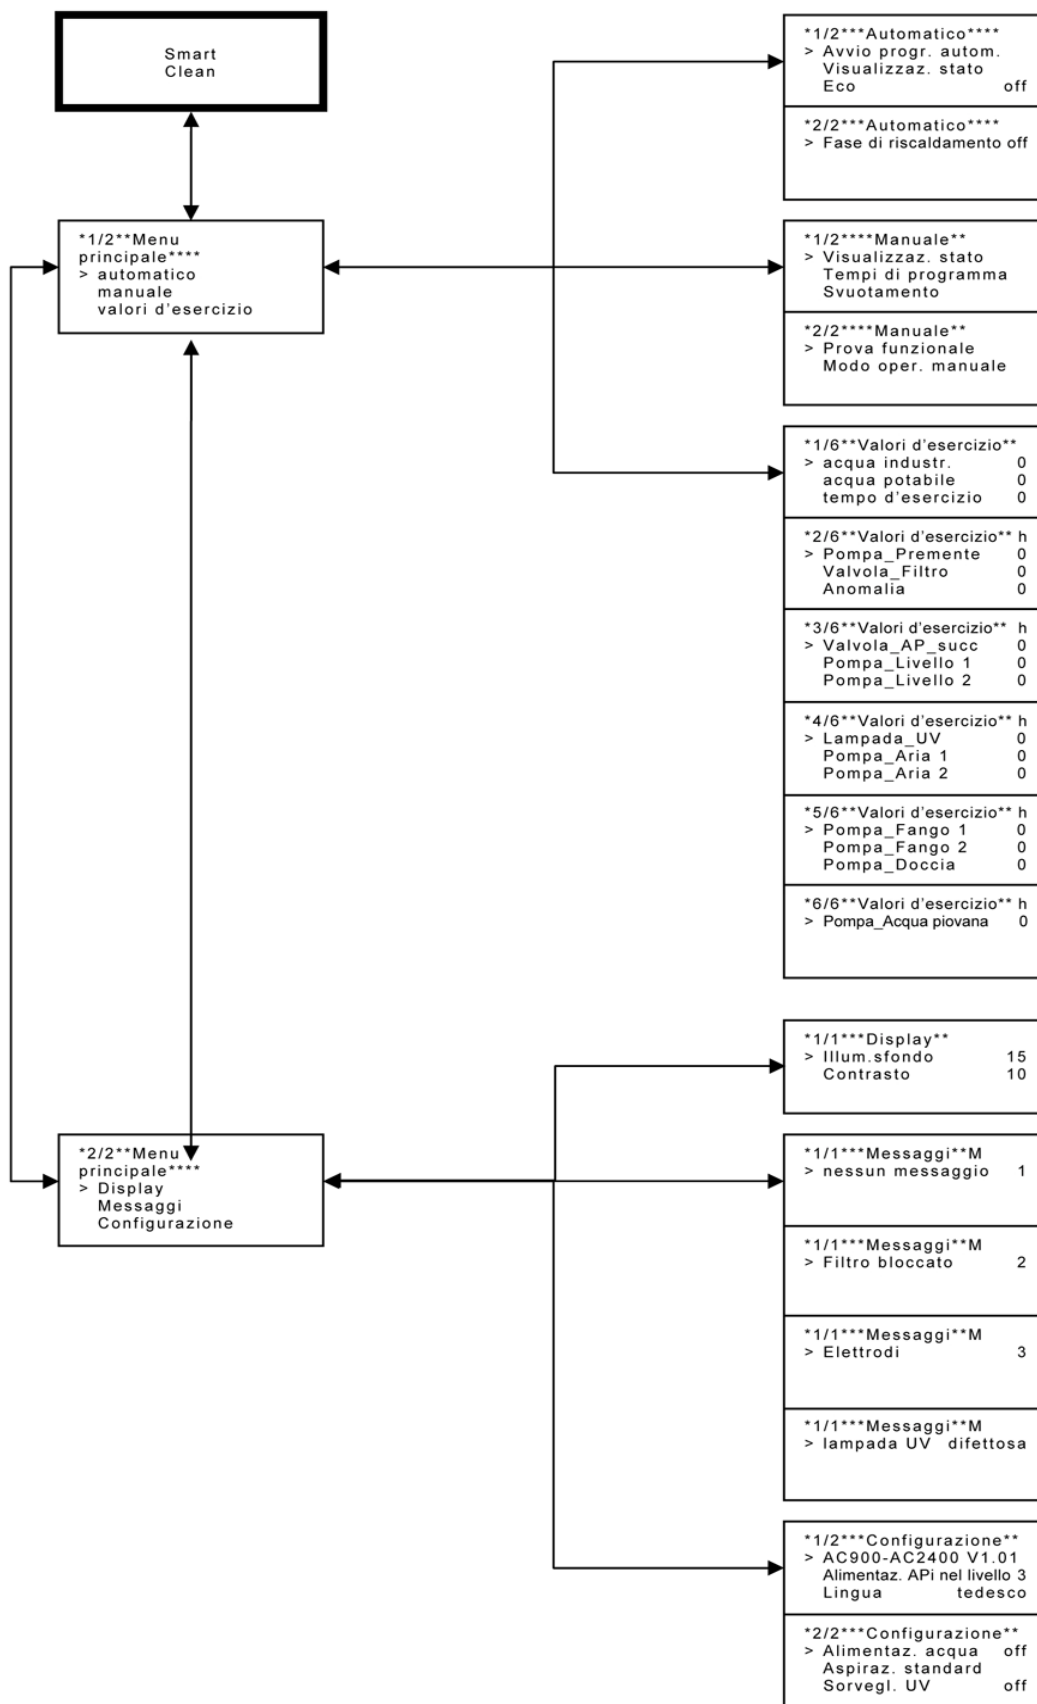 Smart
Clean
*1/2**Menu
principale****
> automatico
manuale
valori d'esercizio
*2/2**Menu
principale****
> Display
Messaggi
Configurazione
*1/2***Automatico****
> Avvio progr. autom.
Visualizzaz. stato
Eco off
*2/2***Automatico****
> Fase di riscaldamento off
*1/2****Manuale**
> Visualizzaz. stato
Tempi di programma
Svuotamento
*2/2****Manuale**
> Prova funzionale
Modo oper. manuale
*1/6**Valori d'esercizio**
> acqua industr. 0
acqua potabile 0
tempo d'esercizio 0
*2/6**Valori d'esercizio** h
> Pompa_Premente 0
Valvola_Filtro 0
Anomalia 0
*3/6**Valori d'esercizio** h
> Valvola_AP_succ 0
Pompa_Livello 1 0
Pompa_Livello 2 0
*4/6**Valori d'esercizio** h
> Lampada_UV 0
Pompa_Aria 1 0
Pompa_Aria 2 0
*5/6**Valori d'esercizio** h
> Pompa_Fango 1 0
Pompa_Fango 2 0
Pompa_Doccia 0
*6/6**Valori d'esercizio** h
> Pompa_Acqua piovana 0
*1/1***Display**
> Illum.sfondo 15
Contrasto 10
*1/1***Messaggi**M
> nessun messaggio 1
*1/1***Messaggi**M
> Filtro bloccato 2
*1/1***Messaggi**M
> Elettrodi 3
*1/1***Messaggi**M
> lampada UV difettosa
*1/2***Configurazione**
> AC900-AC2400 V1.01
Alimentaz. APi nel livello 3
Lingua tedesco
*2/2***Configurazione**
> Alimentaz. acqua off
Aspiraz. standard
Sorvegl. UV off